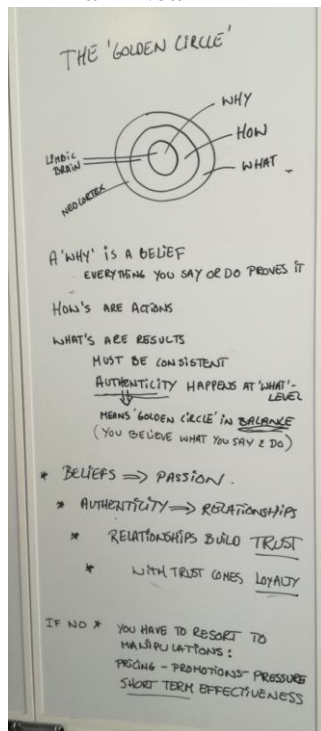 THE 'GOLDEN CIRCLE'
WHY
HOW
WHAT
LIMBIC
BRAIN
NEOCORTEX
A 'WHY' IS A BELIEF
EVERYTHING YOU SAY OR DO PROVES IT
HOW'S ARE ACTIONS
WHAT'S ARE RESULTS
MUST BE CONSISTENT
AUTHENTICITY HAPPENS AT 'WHAT'-
LEVEL
MEANS 'GOLDEN CIRCLE' IN BALANCE
(YOU BELIEVE WHAT YOU SAY & DO)
* BELIEFS => PASSION.
* AUTHENTICITY => RELATIONSHIPS
* RELATIONSHIPS BUILD TRUST
* WITH TRUST COMES LOYALTY
IF NO * YOU HAVE TO RESORT TO
MANIPULATIONS:
PRICING - PROMOTIONS - PRESSURE
SHORT TERM EFFECTIVENESS